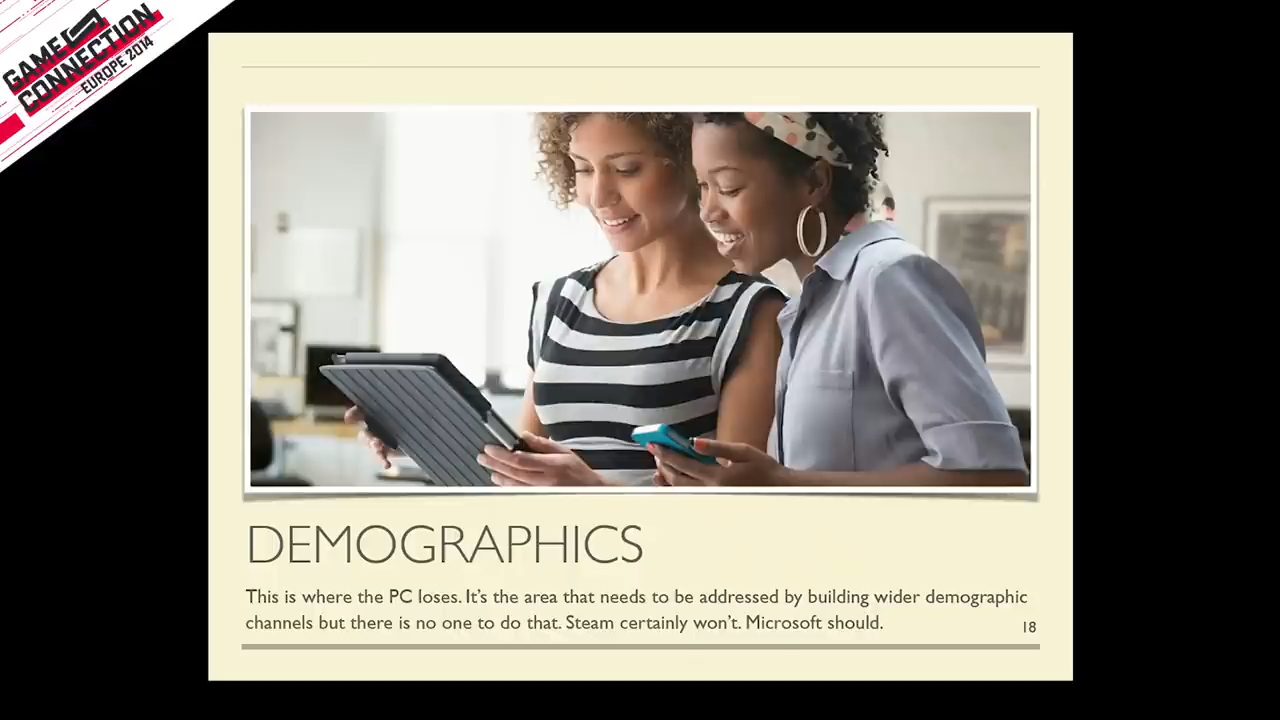 GAME
CONNECTION
EUROPE 2014
DEMOGRAPHICS
This is where the PC loses. It’s the area that needs to be addressed by building wider demographic
channels but there is no one to do that. Steam certainly won’t. Microsoft should.
18